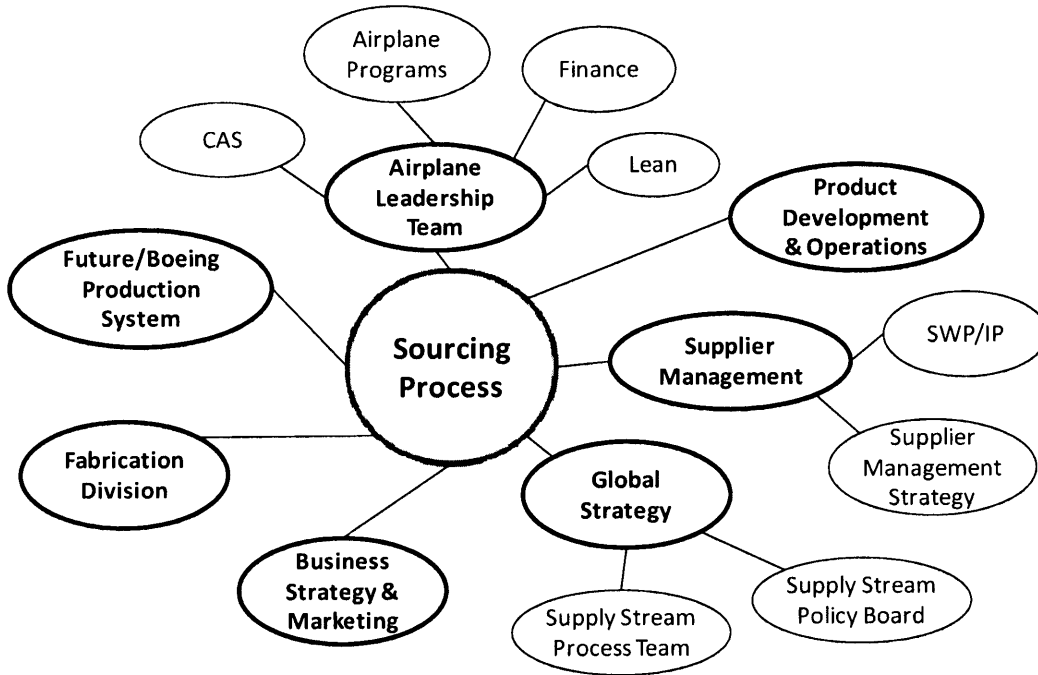 Airplane
Programs
Finance
CAS
Lean
Airplane
Leadership
Team
Product
Development
& Operations
Future/Boeing
Production
System
Sourcing
Process
Supplier
Management
SWP/IP
Supplier
Management
Strategy
Fabrication
Division
Global
Strategy
Business
Strategy &
Marketing
Supply Stream
Process Team
Supply Stream
Policy Board